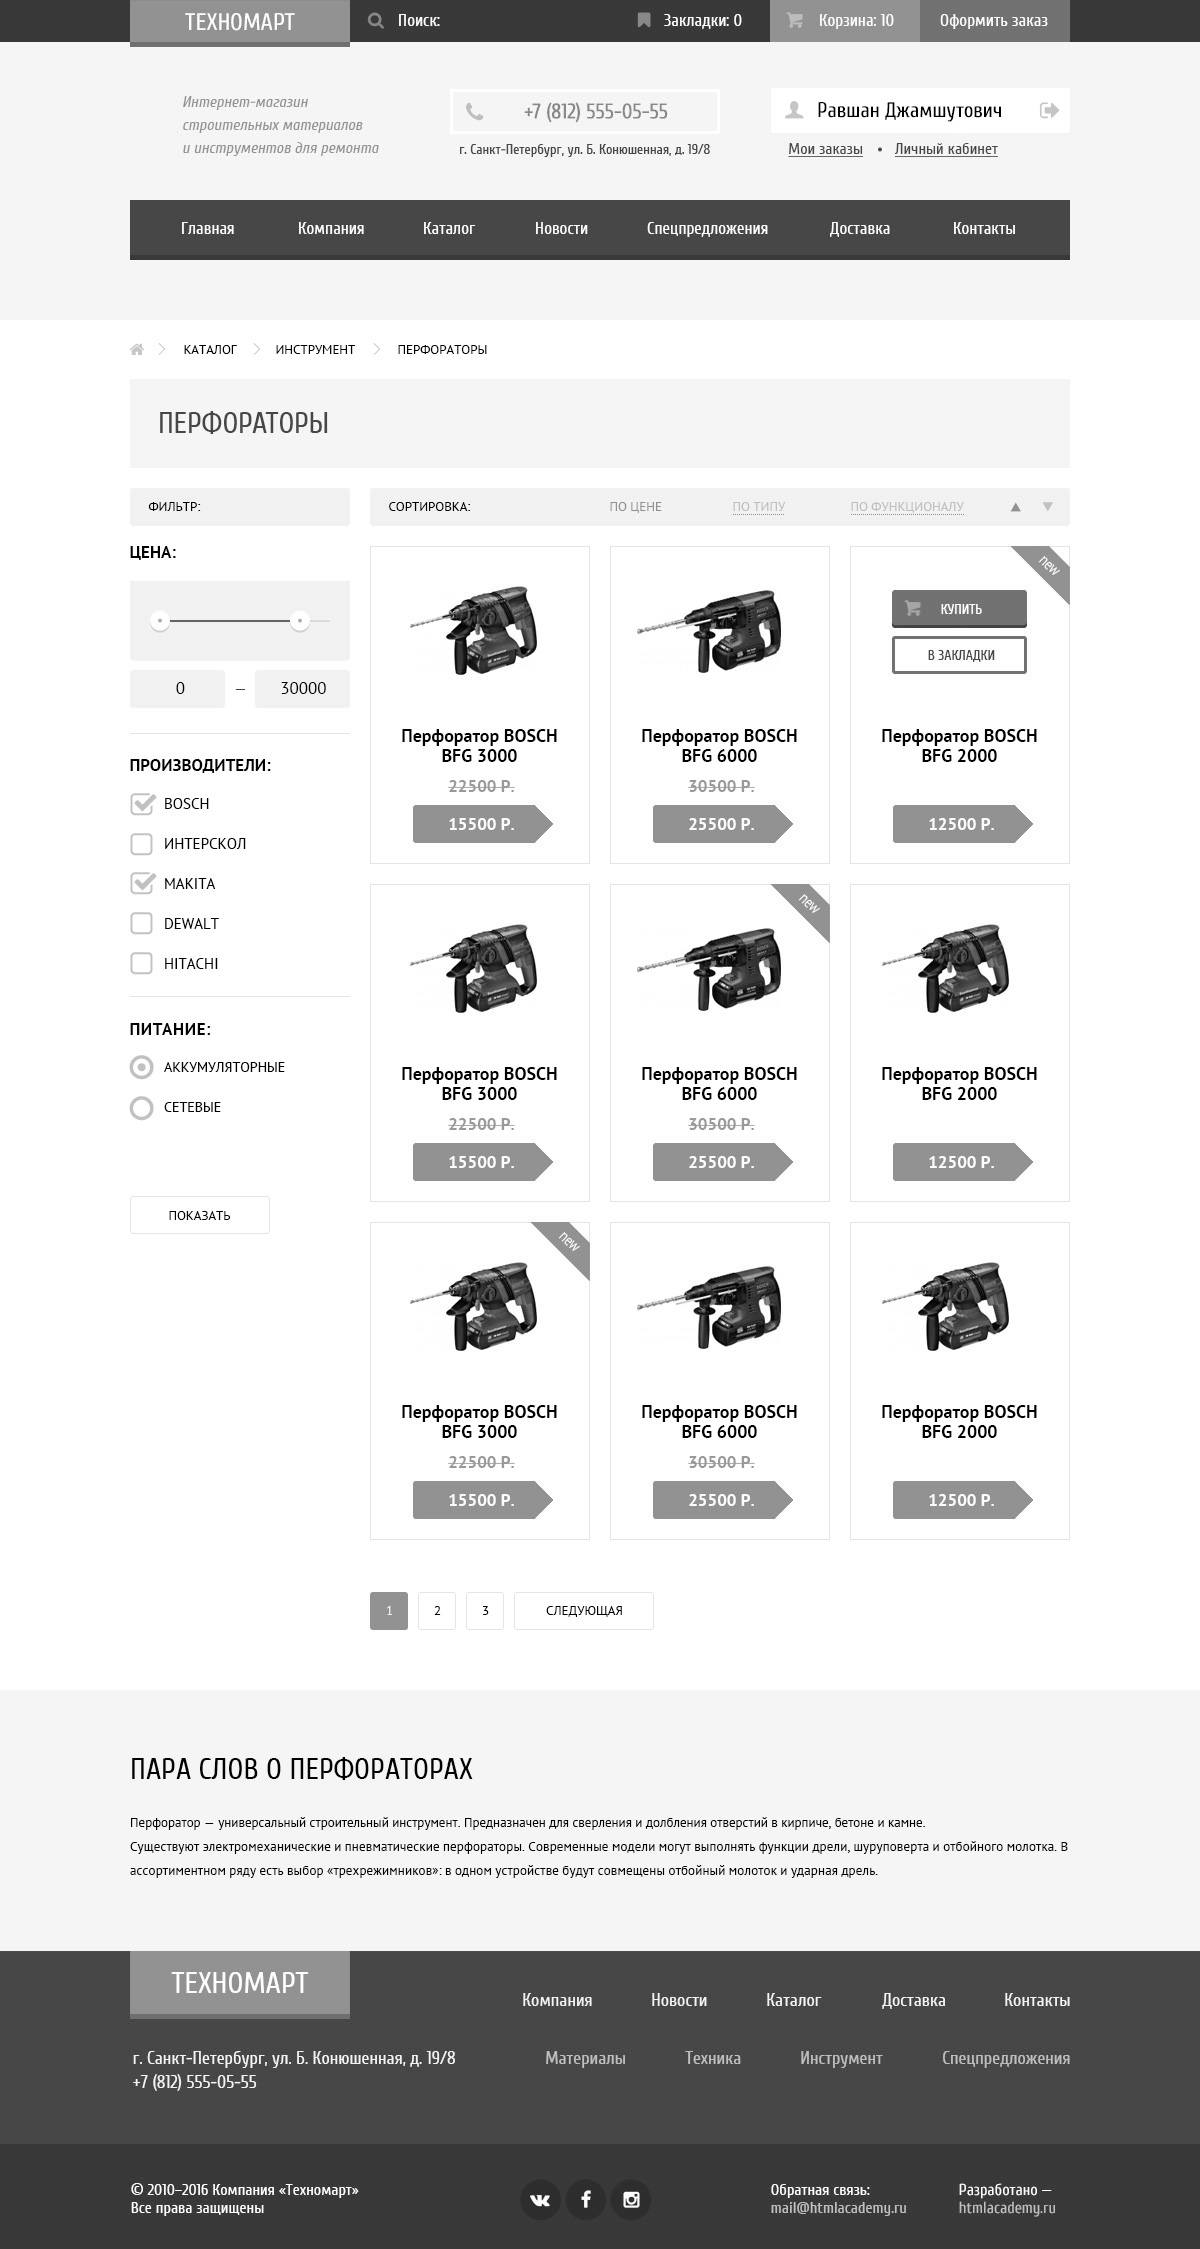 ТЕХНОМАРТ
Поиск:
Закладки: 0
Корзина: 10
Оформить заказ
Интернет-магазин
строительных материалов
и инструментов для ремонта
+7 (812) 555-05-55
г. Санкт-Петербург, ул. Б. Конюшенная, д. 19/8
Равшан Джамшутович
Мои заказы • Личный кабинет
Главная
Компания
Каталог
Новости
Спецпредложения
Доставка
Контакты
КАТАЛОГ
ИНСТРУМЕНТ
ПЕРФОРАТОРЫ
ПЕРФОРАТОРЫ
ФИЛЬТР:
ЦЕНА:
0 — 30000
ПРОИЗВОДИТЕЛИ:
BOSCH
ИНТЕРСКОЛ
MAKITA
DEWALT
HITACHI
ПИТАНИЕ:
АККУМУЛЯТОРНЫЕ
СЕТЕВЫЕ
ПОКАЗАТЬ
СОРТИРОВКА:
ПО ЦЕНЕ
ПО ТИПУ
ПО ФУНКЦИОНАЛУ
Перфоратор BOSCH
BFG 3000
22500 Р.
15500 Р.
Перфоратор BOSCH
BFG 6000
30500 Р.
25500 Р.
new
КУПИТЬ
В ЗАКЛАДКИ
Перфоратор BOSCH
BFG 2000
12500 Р.
Перфоратор BOSCH
BFG 3000
22500 Р.
15500 Р.
new
Перфоратор BOSCH
BFG 6000
30500 Р.
25500 Р.
Перфоратор BOSCH
BFG 2000
12500 Р.
new
Перфоратор BOSCH
BFG 3000
22500 Р.
15500 Р.
Перфоратор BOSCH
BFG 6000
30500 Р.
25500 Р.
Перфоратор BOSCH
BFG 2000
12500 Р.
1
2
3
СЛЕДУЮЩАЯ
ПАРА СЛОВ О ПЕРФОРАТОРАХ
Перфоратор — универсальный строительный инструмент. Предназначен для сверления и долбления отверстий в кирпиче, бетоне и камне.
Существуют электромеханические и пневматические перфораторы. Современные модели могут выполнять функции дрели, шуруповерта и отбойного молотка. В
ассортиментном ряду есть выбор «трехрежимников»: в одном устройстве будут совмещены отбойный молоток и ударная дрель.
ТЕХНОМАРТ
г. Санкт-Петербург, ул. Б. Конюшенная, д. 19/8
+7 (812) 555-05-55
Компания
Новости
Каталог
Доставка
Контакты
Материалы
Техника
Инструмент
Спецпредложения
© 2010–2016 Компания «Техномарт»
Все права защищены
Обратная связь:
mail@htmlacademy.ru
Разработано —
htmlacademy.ru